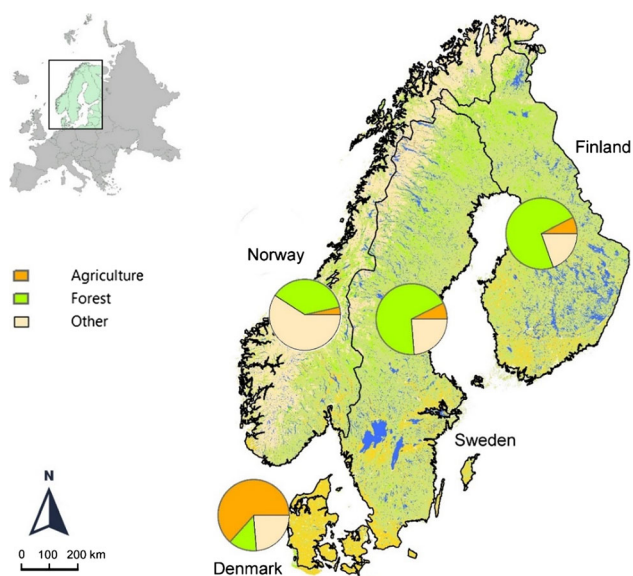 Finland
Norway
Agriculture
Forest
Other
Sweden
N
0 100 200 km
Denmark